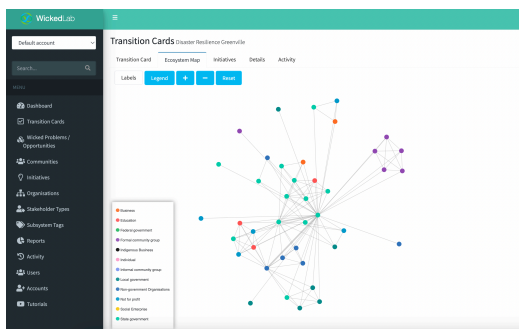 WickedLab
Default account
Search...
MENU
Dashboard
Transition Cards
Wicked Problems /
Opportunities
Communities
Initiatives
Organisations
Stakeholder Types
Subsystem Tags
Reports
Activity
Users
Accounts
Tutorials
Transition Cards Disaster Resilience Greenville
Transition Card Ecosystem Map Initiatives Details Activity
Labels Legend + − Reset
Business
Education
Federal government
Formal community group
Indigenous Business
Individual
Informal community group
Local government
Non-government Organisations
Not for profit
Social Enterprise
State government